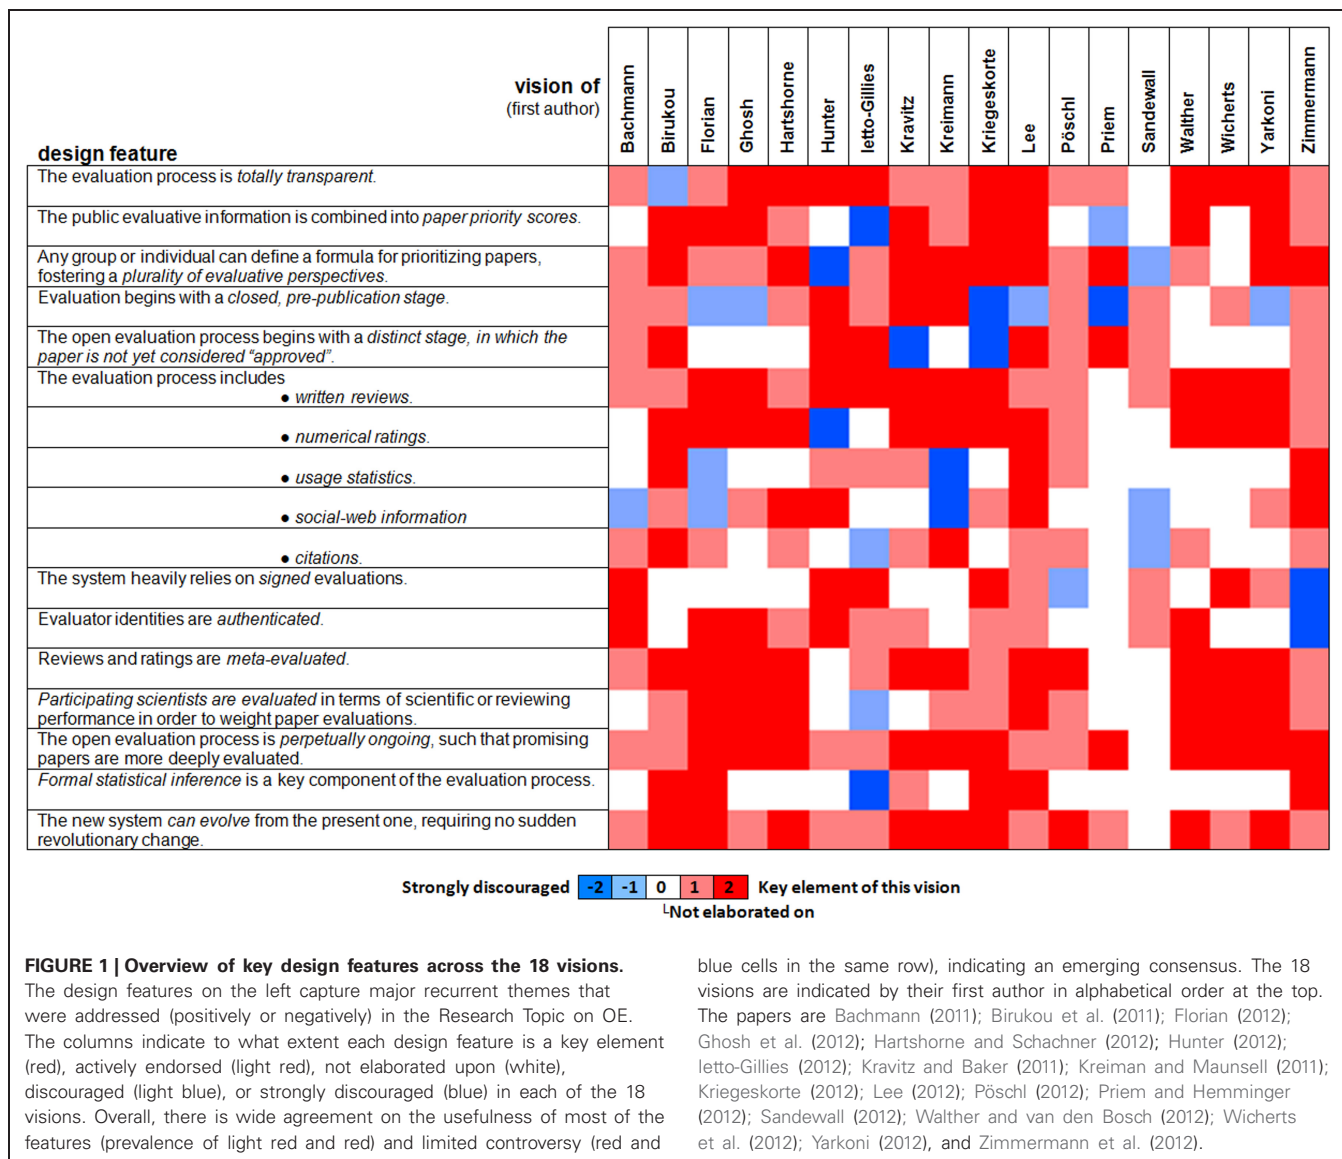 vision of
(first author)
design feature
Bachmann
Birukou
Florian
Ghosh
Hartshorne
Hunter
Ietto-Gillies
Kravitz
Kreimann
Kriegeskorte
Lee
Pöschl
Priem
Sandewall
Walther
Wicherts
Yarkoni
Zimmermann
The evaluation process is totally transparent.
The public evaluative information is combined into paper priority scores.
Any group or individual can define a formula for prioritizing papers,
fostering a plurality of evaluative perspectives.
Evaluation begins with a closed, pre-publication stage.
The open evaluation process begins with a distinct stage, in which the
paper is not yet considered “approved”.
The evaluation process includes
● written reviews.
● numerical ratings.
● usage statistics.
● social-web information
● citations.
The system heavily relies on signed evaluations.
Evaluator identities are authenticated.
Reviews and ratings are meta-evaluated.
Participating scientists are evaluated in terms of scientific or reviewing
performance in order to weight paper evaluations.
The open evaluation process is perpetually ongoing, such that promising
papers are more deeply evaluated.
Formal statistical inference is a key component of the evaluation process.
The new system can evolve from the present one, requiring no sudden
revolutionary change.
Strongly discouraged -2 -1 0 1 2 Key element of this vision
└Not elaborated on
FIGURE 1 | Overview of key design features across the 18 visions.
The design features on the left capture major recurrent themes that
were addressed (positively or negatively) in the Research Topic on OE.
The columns indicate to what extent each design feature is a key element
(red), actively endorsed (light red), not elaborated upon (white),
discouraged (light blue), or strongly discouraged (blue) in each of the 18
visions. Overall, there is wide agreement on the usefulness of most of the
features (prevalence of light red and red) and limited controversy (red and
blue cells in the same row), indicating an emerging consensus. The 18
visions are indicated by their first author in alphabetical order at the top.
The papers are Bachmann (2011); Birukou et al. (2011); Florian (2012);
Ghosh et al. (2012); Hartshorne and Schachner (2012); Hunter (2012);
Ietto-Gillies (2012); Kravitz and Baker (2011); Kreiman and Maunsell (2011);
Kriegeskorte (2012); Lee (2012); Pöschl (2012); Priem and Hemminger
(2012); Sandewall (2012); Walther and van den Bosch (2012); Wicherts
et al. (2012); Yarkoni (2012), and Zimmermann et al. (2012).